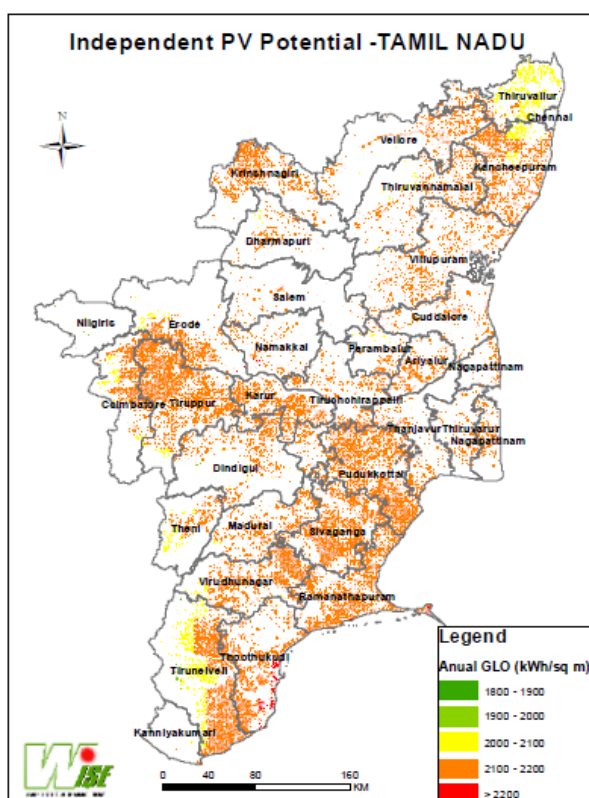 Independent PV Potential -TAMIL NADU
N
Thiruvallur
Chennai
Vellore
Kancheepuram
Krishnagiri
Thiruvannamalai
Dharmapuri
Villupuram
Salem
Nilgiris
Erode
Cuddalore
Namakkal
Perambalur
Ariyalur
Nagapattinam
Karur
Coimbatore
Tiruppur
Tiruchchirappalli
Thanjavur
Thiruvarur
Nagapattinam
Dindigul
Pudukkottai
Theni
Madurai
Sivaganga
Virudhunagar
Ramanathapuram
Thoothukudi
Tirunelveli
Kanniyakumari
Legend
Anual GLO (kWh/sq m)
1800 - 1900
1900 - 2000
2000 - 2100
2100 - 2200
> 2200
WISE
0 40 80 160
KM